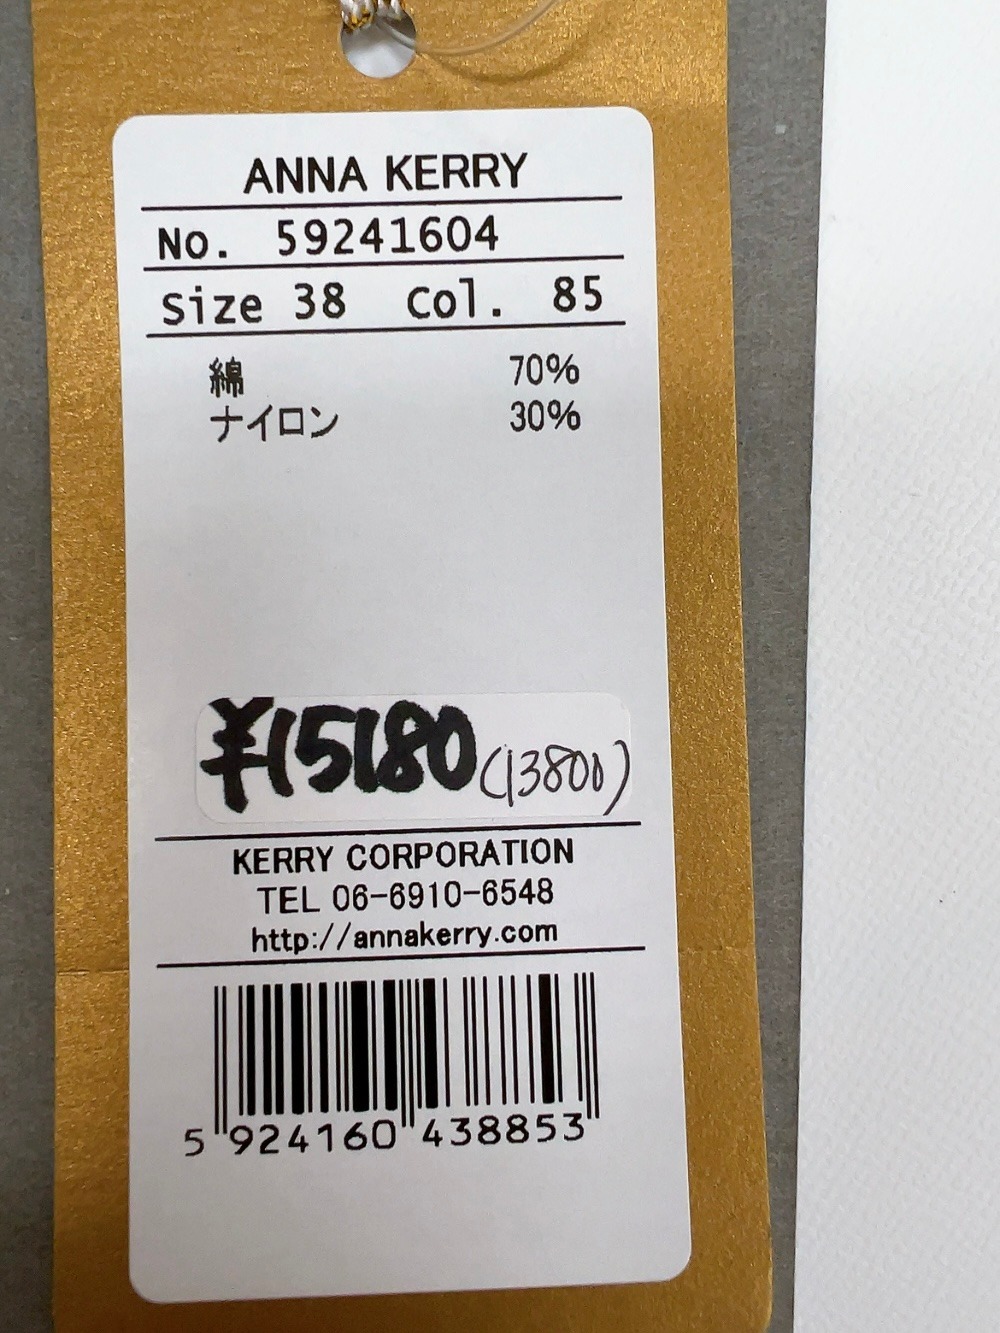 ANNA KERRY
No. 59241604
Size 38 Col. 85
綿 70%
ナイロン 30%
¥15180 (13800)
KERRY CORPORATION
TEL 06-6910-6548
http://annakerry.com
5 924160 438853